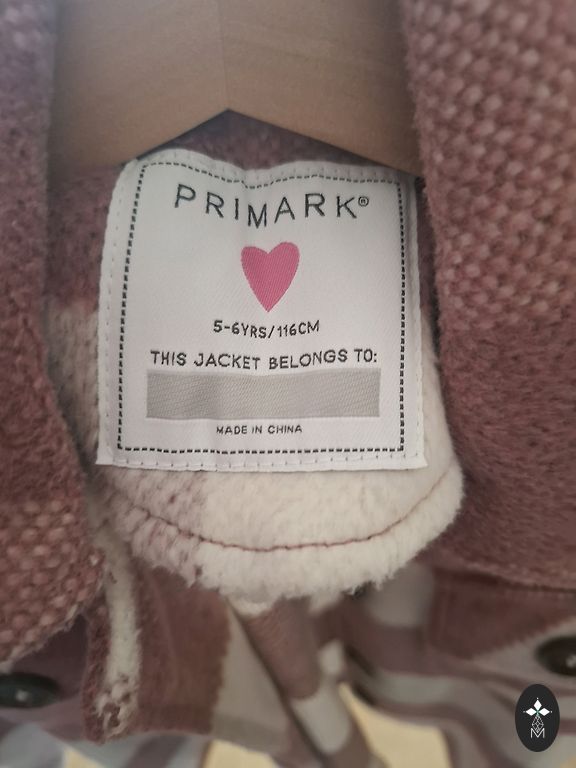 PRIMARK®
5-6YRS/116CM
THIS JACKET BELONGS TO:
MADE IN CHINA
M